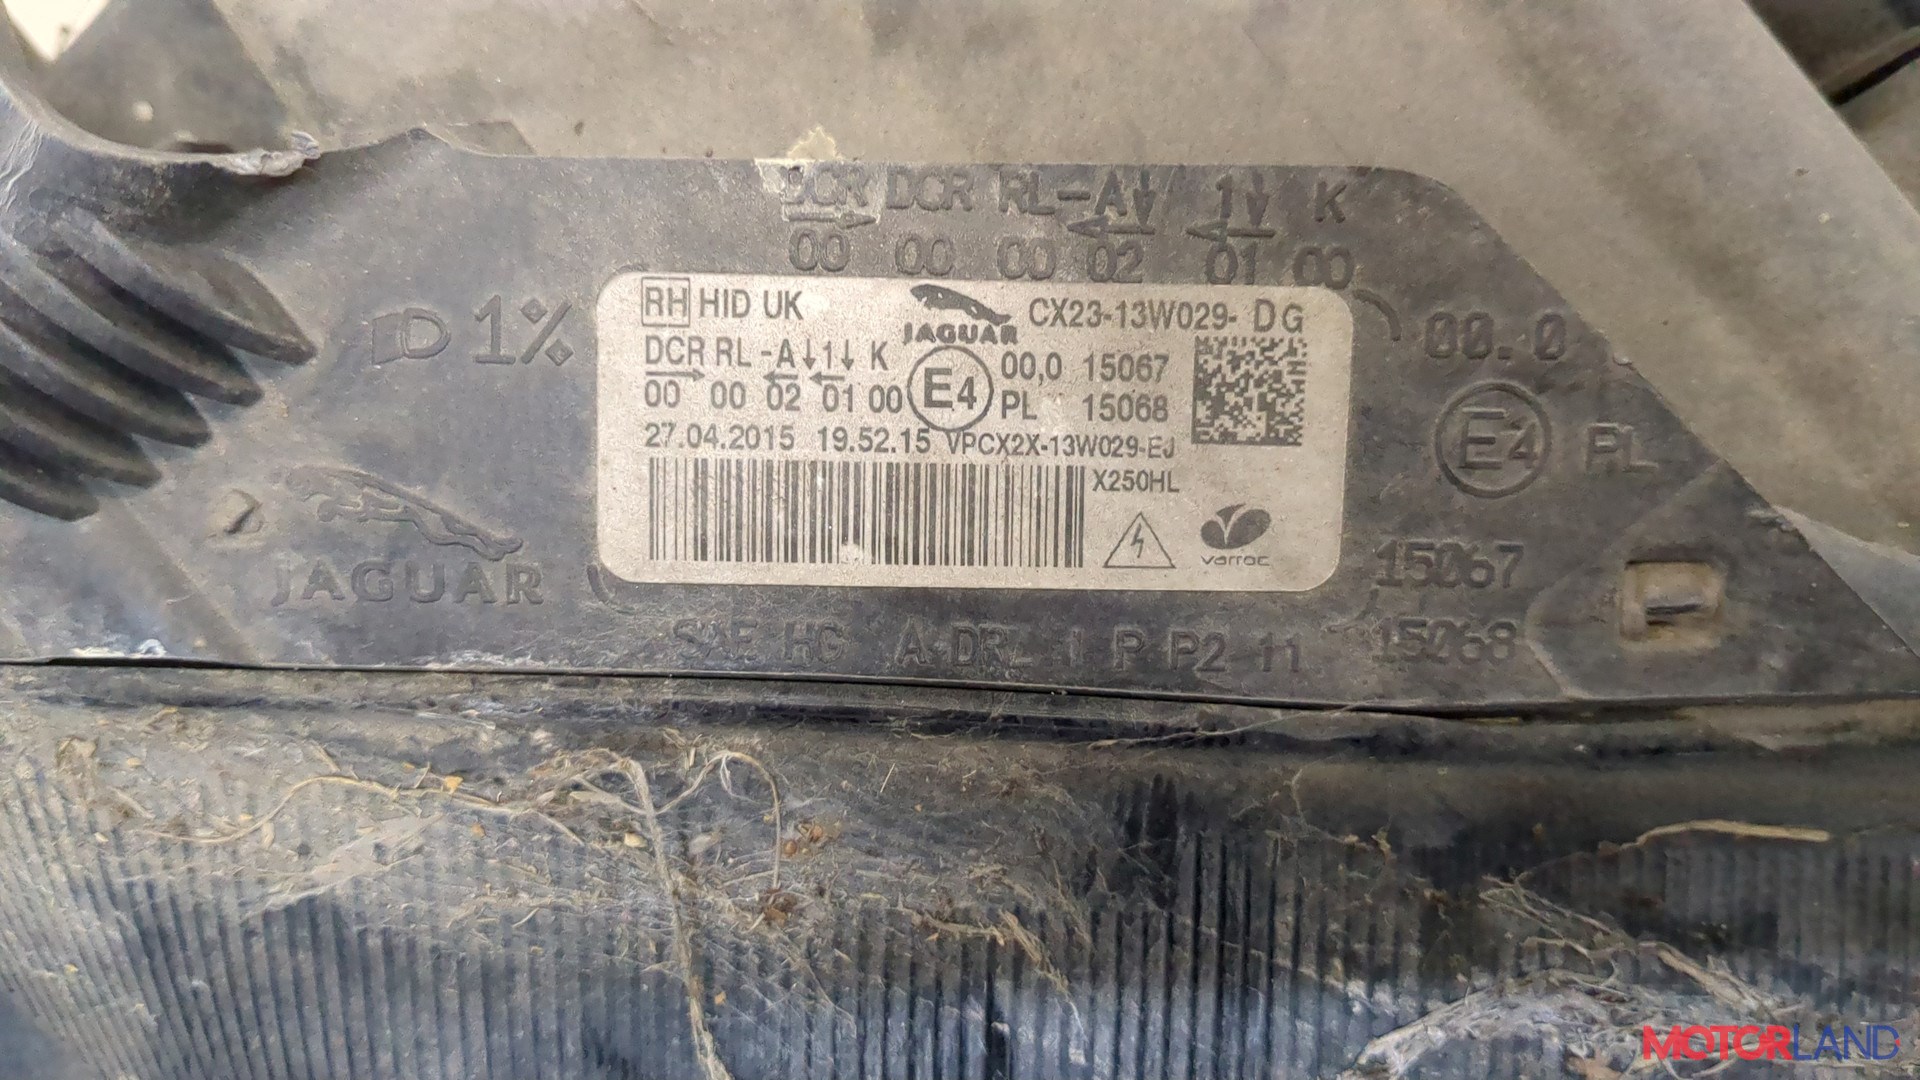 DCR DCR RL-A↓ 1↓ K
00 00 00 02 01 00
1%
RH HID UK
JAGUAR
CX23-13W029- DG
DCR RL -A↓1↓ K
00 00 02 01 00
E4
00,0 15067
PL 15068
27.04.2015 19.52.15 VPCX2X-13W029-EJ
X250HL
varroc
00.0
E4 PL
JAGUAR
15067
15068
SAE HG A DRL I P P2 11
MOTORLAND